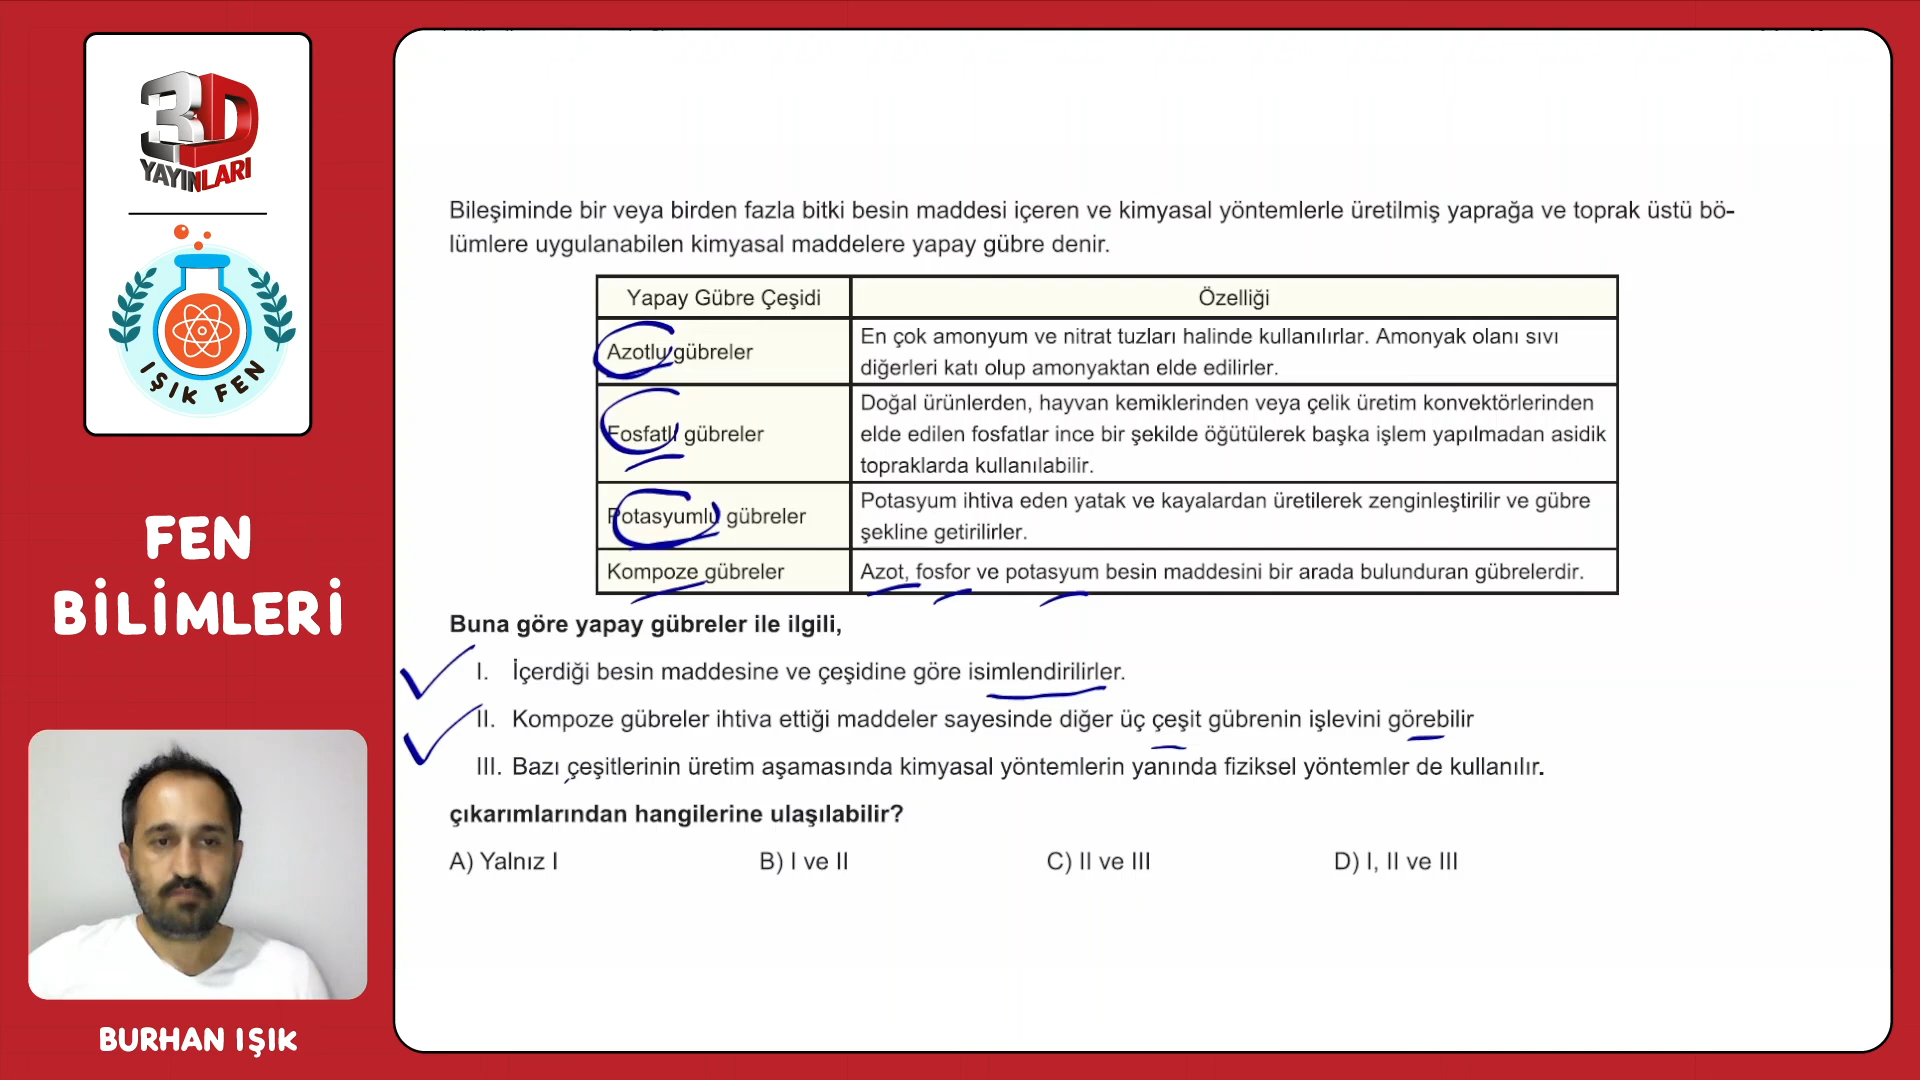 3D
YAYINLARI
IŞIK FEN
FEN
BİLİMLERİ
BURHAN IŞIK
Bileşiminde bir veya birden fazla bitki besin maddesi içeren ve kimyasal yöntemlerle üretilmiş yaprağa ve toprak üstü bö-
lümlere uygulanabilen kimyasal maddelere yapay gübre denir.
Yapay Gübre Çeşidi Özelliği
Azotlu gübreler
En çok amonyum ve nitrat tuzları halinde kullanılırlar. Amonyak olanı sıvı
diğerleri katı olup amonyaktan elde edilirler.
Fosfatlı gübreler
Doğal ürünlerden, hayvan kemiklerinden veya çelik üretim konvektörlerinden
elde edilen fosfatlar ince bir şekilde öğütülerek başka işlem yapılmadan asidik
topraklarda kullanılabilir.
Potasyumlu gübreler
Potasyum ihtiva eden yatak ve kayalardan üretilerek zenginleştirilir ve gübre
şekline getirilirler.
Kompoze gübreler Azot, fosfor ve potasyum besin maddesini bir arada bulunduran gübrelerdir.
Buna göre yapay gübreler ile ilgili,
I. İçerdiği besin maddesine ve çeşidine göre isimlendirilirler.
II. Kompoze gübreler ihtiva ettiği maddeler sayesinde diğer üç çeşit gübrenin işlevini görebilir
III. Bazı çeşitlerinin üretim aşamasında kimyasal yöntemlerin yanında fiziksel yöntemler de kullanılır.
çıkarımlarından hangilerine ulaşılabilir?
A) Yalnız I B) I ve II C) II ve III D) I, II ve III